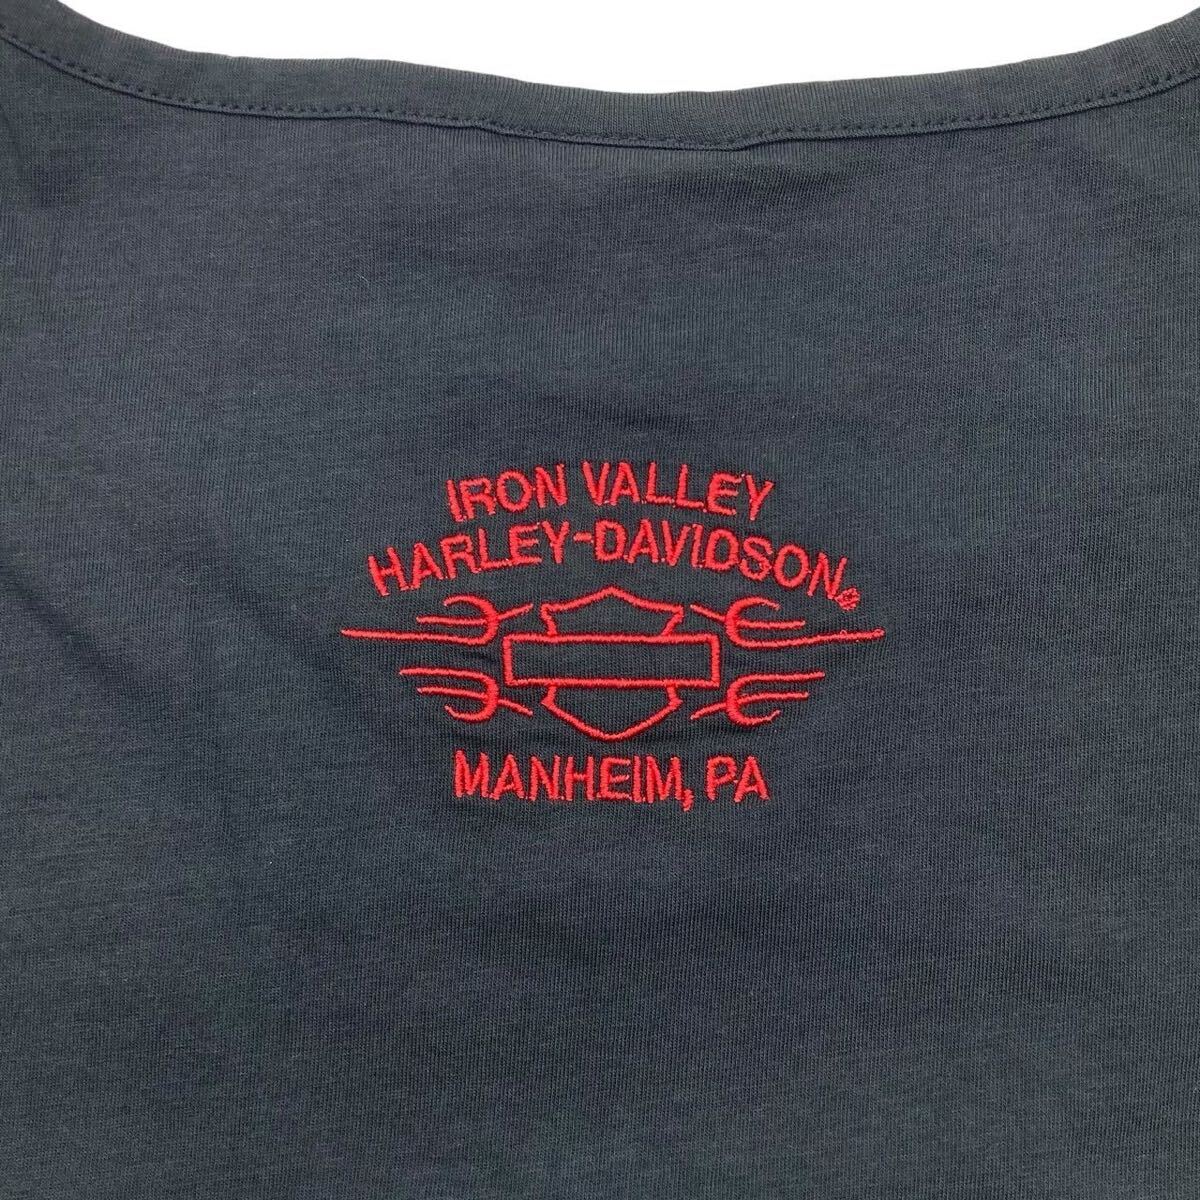 IRON VALLEY
HARLEY-DAVIDSON®
MANHEIM, PA